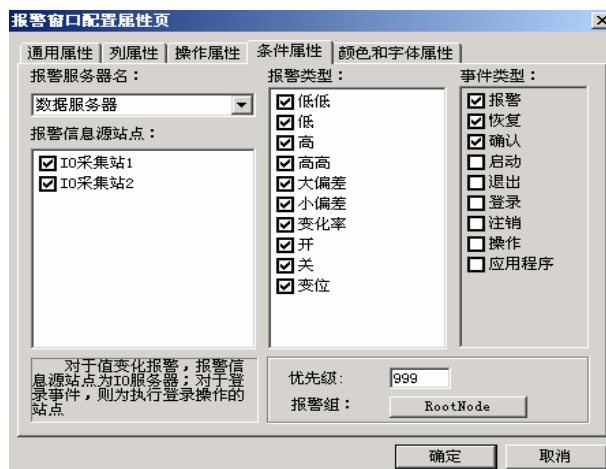 报警窗口配置属性页
通用属性 列属性 操作属性 条件属性 颜色和字体属性
报警服务器名：
数据服务器
报警信息源站点：
IO采集站1
IO采集站2
对于值变化报警，报警信
息源站点为IO服务器；对于登
录事件，则为执行登录操作的
站点
报警类型：
低低
低
高
高高
大偏差
小偏差
变化率
开
关
变位
事件类型：
报警
恢复
确认
启动
退出
登录
注销
操作
应用程序
优先级: 999
报警组： RootNode
确定 取消